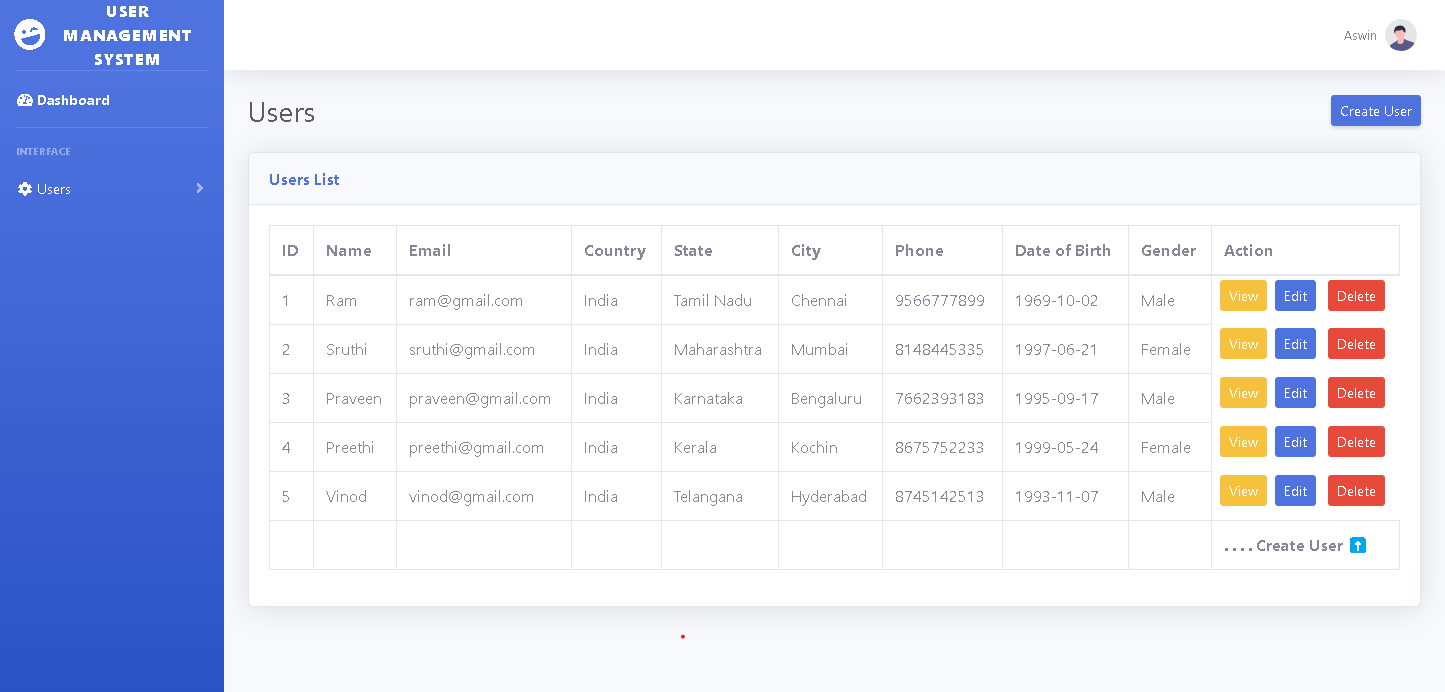 USER
MANAGEMENT
SYSTEM
Aswin
Dashboard
Users
Create User
INTERFACE
Users List
Users
ID Name Email Country State City Phone Date of Birth Gender Action
1 Ram ram@gmail.com India Tamil Nadu Chennai 9566777899 1969-10-02 Male View Edit Delete
2 Sruthi sruthi@gmail.com India Maharashtra Mumbai 8148445335 1997-06-21 Female View Edit Delete
3 Praveen praveen@gmail.com India Karnataka Bengaluru 7662393183 1995-09-17 Male View Edit Delete
4 Preethi preethi@gmail.com India Kerala Kochin 8675752233 1999-05-24 Female View Edit Delete
5 Vinod vinod@gmail.com India Telangana Hyderabad 8745142513 1993-11-07 Male View Edit Delete
....Create User ⬆